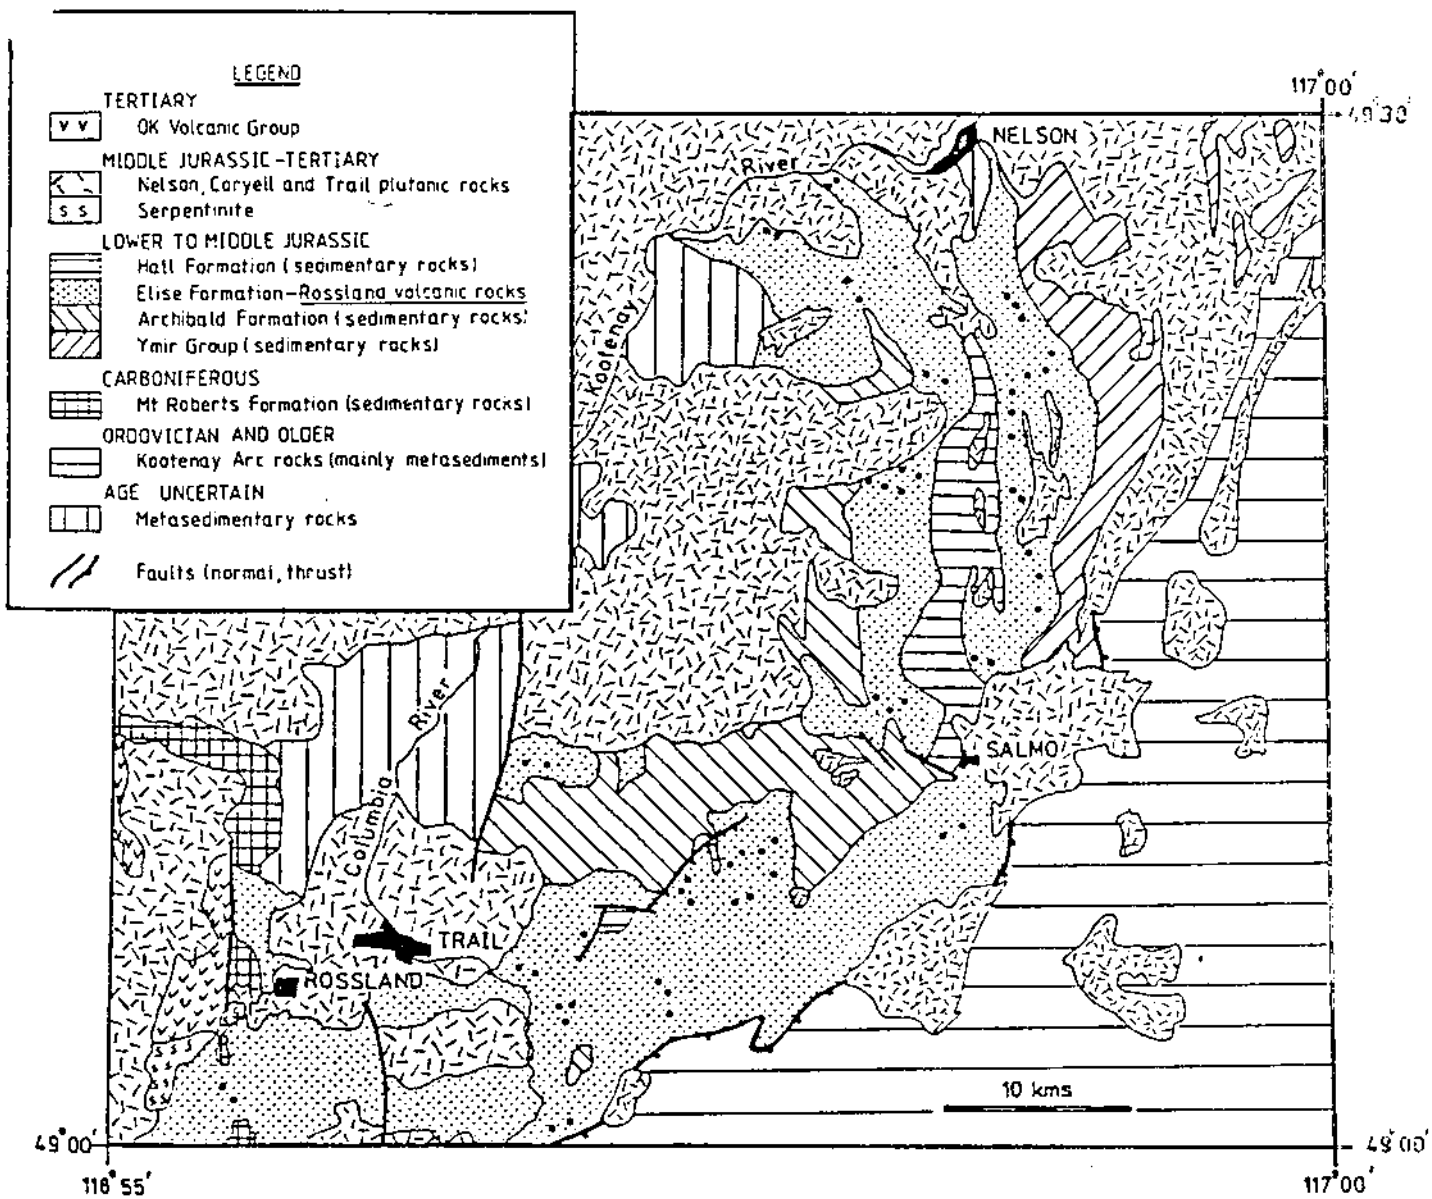 LEGEND
TERTIARY
v v OK Volcanic Group
MIDDLE JURASSIC-TERTIARY
Nelson, Coryell and Trail plutonic rocks
s s Serpentinite
LOWER TO MIDDLE JURASSIC
Hall Formation (sedimentary rocks)
Elise Formation-Rossland volcanic rocks
Archibald Formation (sedimentary rocks)
Ymir Group (sedimentary rocks)
CARBONIFEROUS
Mt Roberts Formation (sedimentary rocks)
ORDOVICIAN AND OLDER
Kootenay Arc rocks (mainly metasediments)
AGE UNCERTAIN
Metasedimentary rocks
Faults (normal, thrust)
117°00'
49°30'
NELSON
River
Kootenay
River
Columbia
SALMO
TRAIL
ROSSLAND
10 kms
49°00'
49°00'
118°55'
117°00'